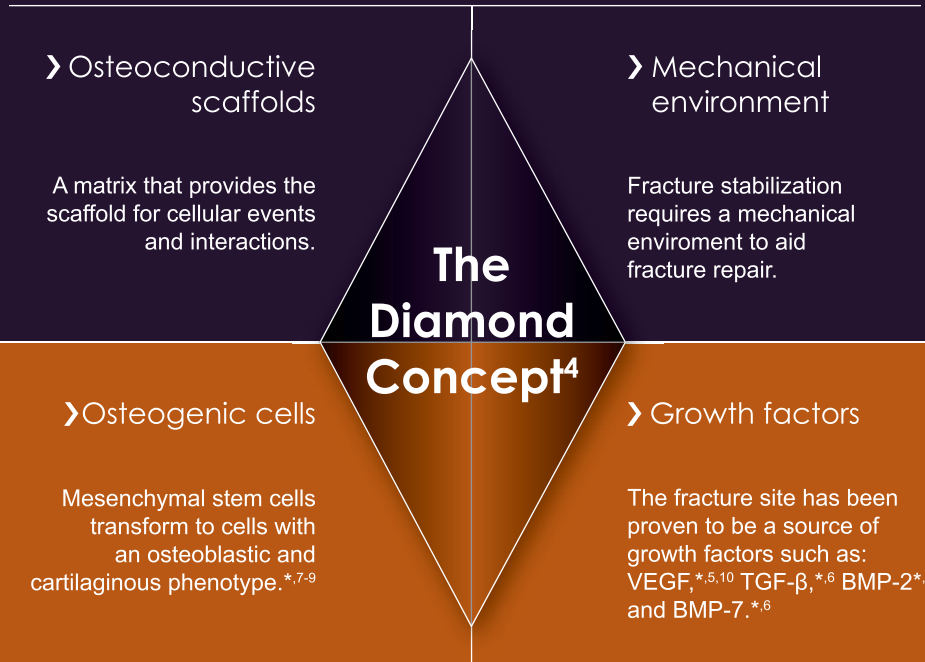 ❯ Osteoconductive
scaffolds
A matrix that provides the
scaffold for cellular events
and interactions.
❯ Mechanical
environment
Fracture stabilization
requires a mechanical
enviroment to aid
fracture repair.
The
Diamond
Concept⁴
❯Osteogenic cells
Mesenchymal stem cells
transform to cells with
an osteoblastic and
cartilaginous phenotype.*,⁷⁻⁹
❯ Growth factors
The fracture site has been
proven to be a source of
growth factors such as:
VEGF,*,⁵,¹⁰ TGF-β,*,⁶ BMP-2*,
and BMP-7.*,⁶